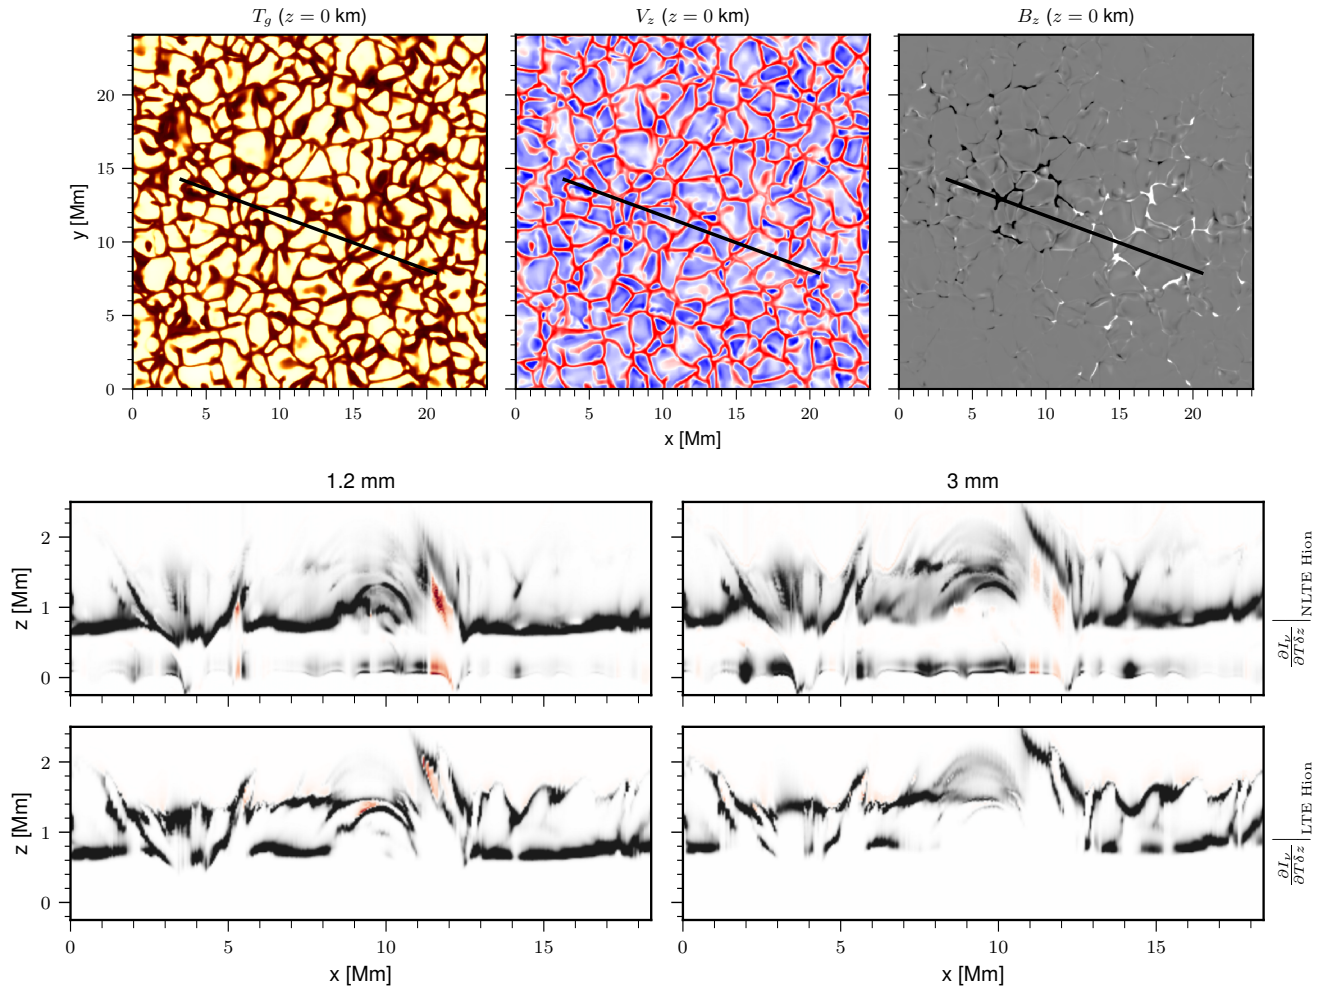 T_g (z = 0 km)
V_z (z = 0 km)
B_z (z = 0 km)
y [Mm]
20
15
10
5
0
0 5 10 15 20
0 5 10 15 20
0 5 10 15 20
x [Mm]
1.2 mm
3 mm
z [Mm]
2
1
0
∂I_ν/∂Tδz | NLTE Hion
z [Mm]
2
1
0
∂I_ν/∂Tδz | LTE Hion
0 5 10 15
0 5 10 15
x [Mm]
x [Mm]